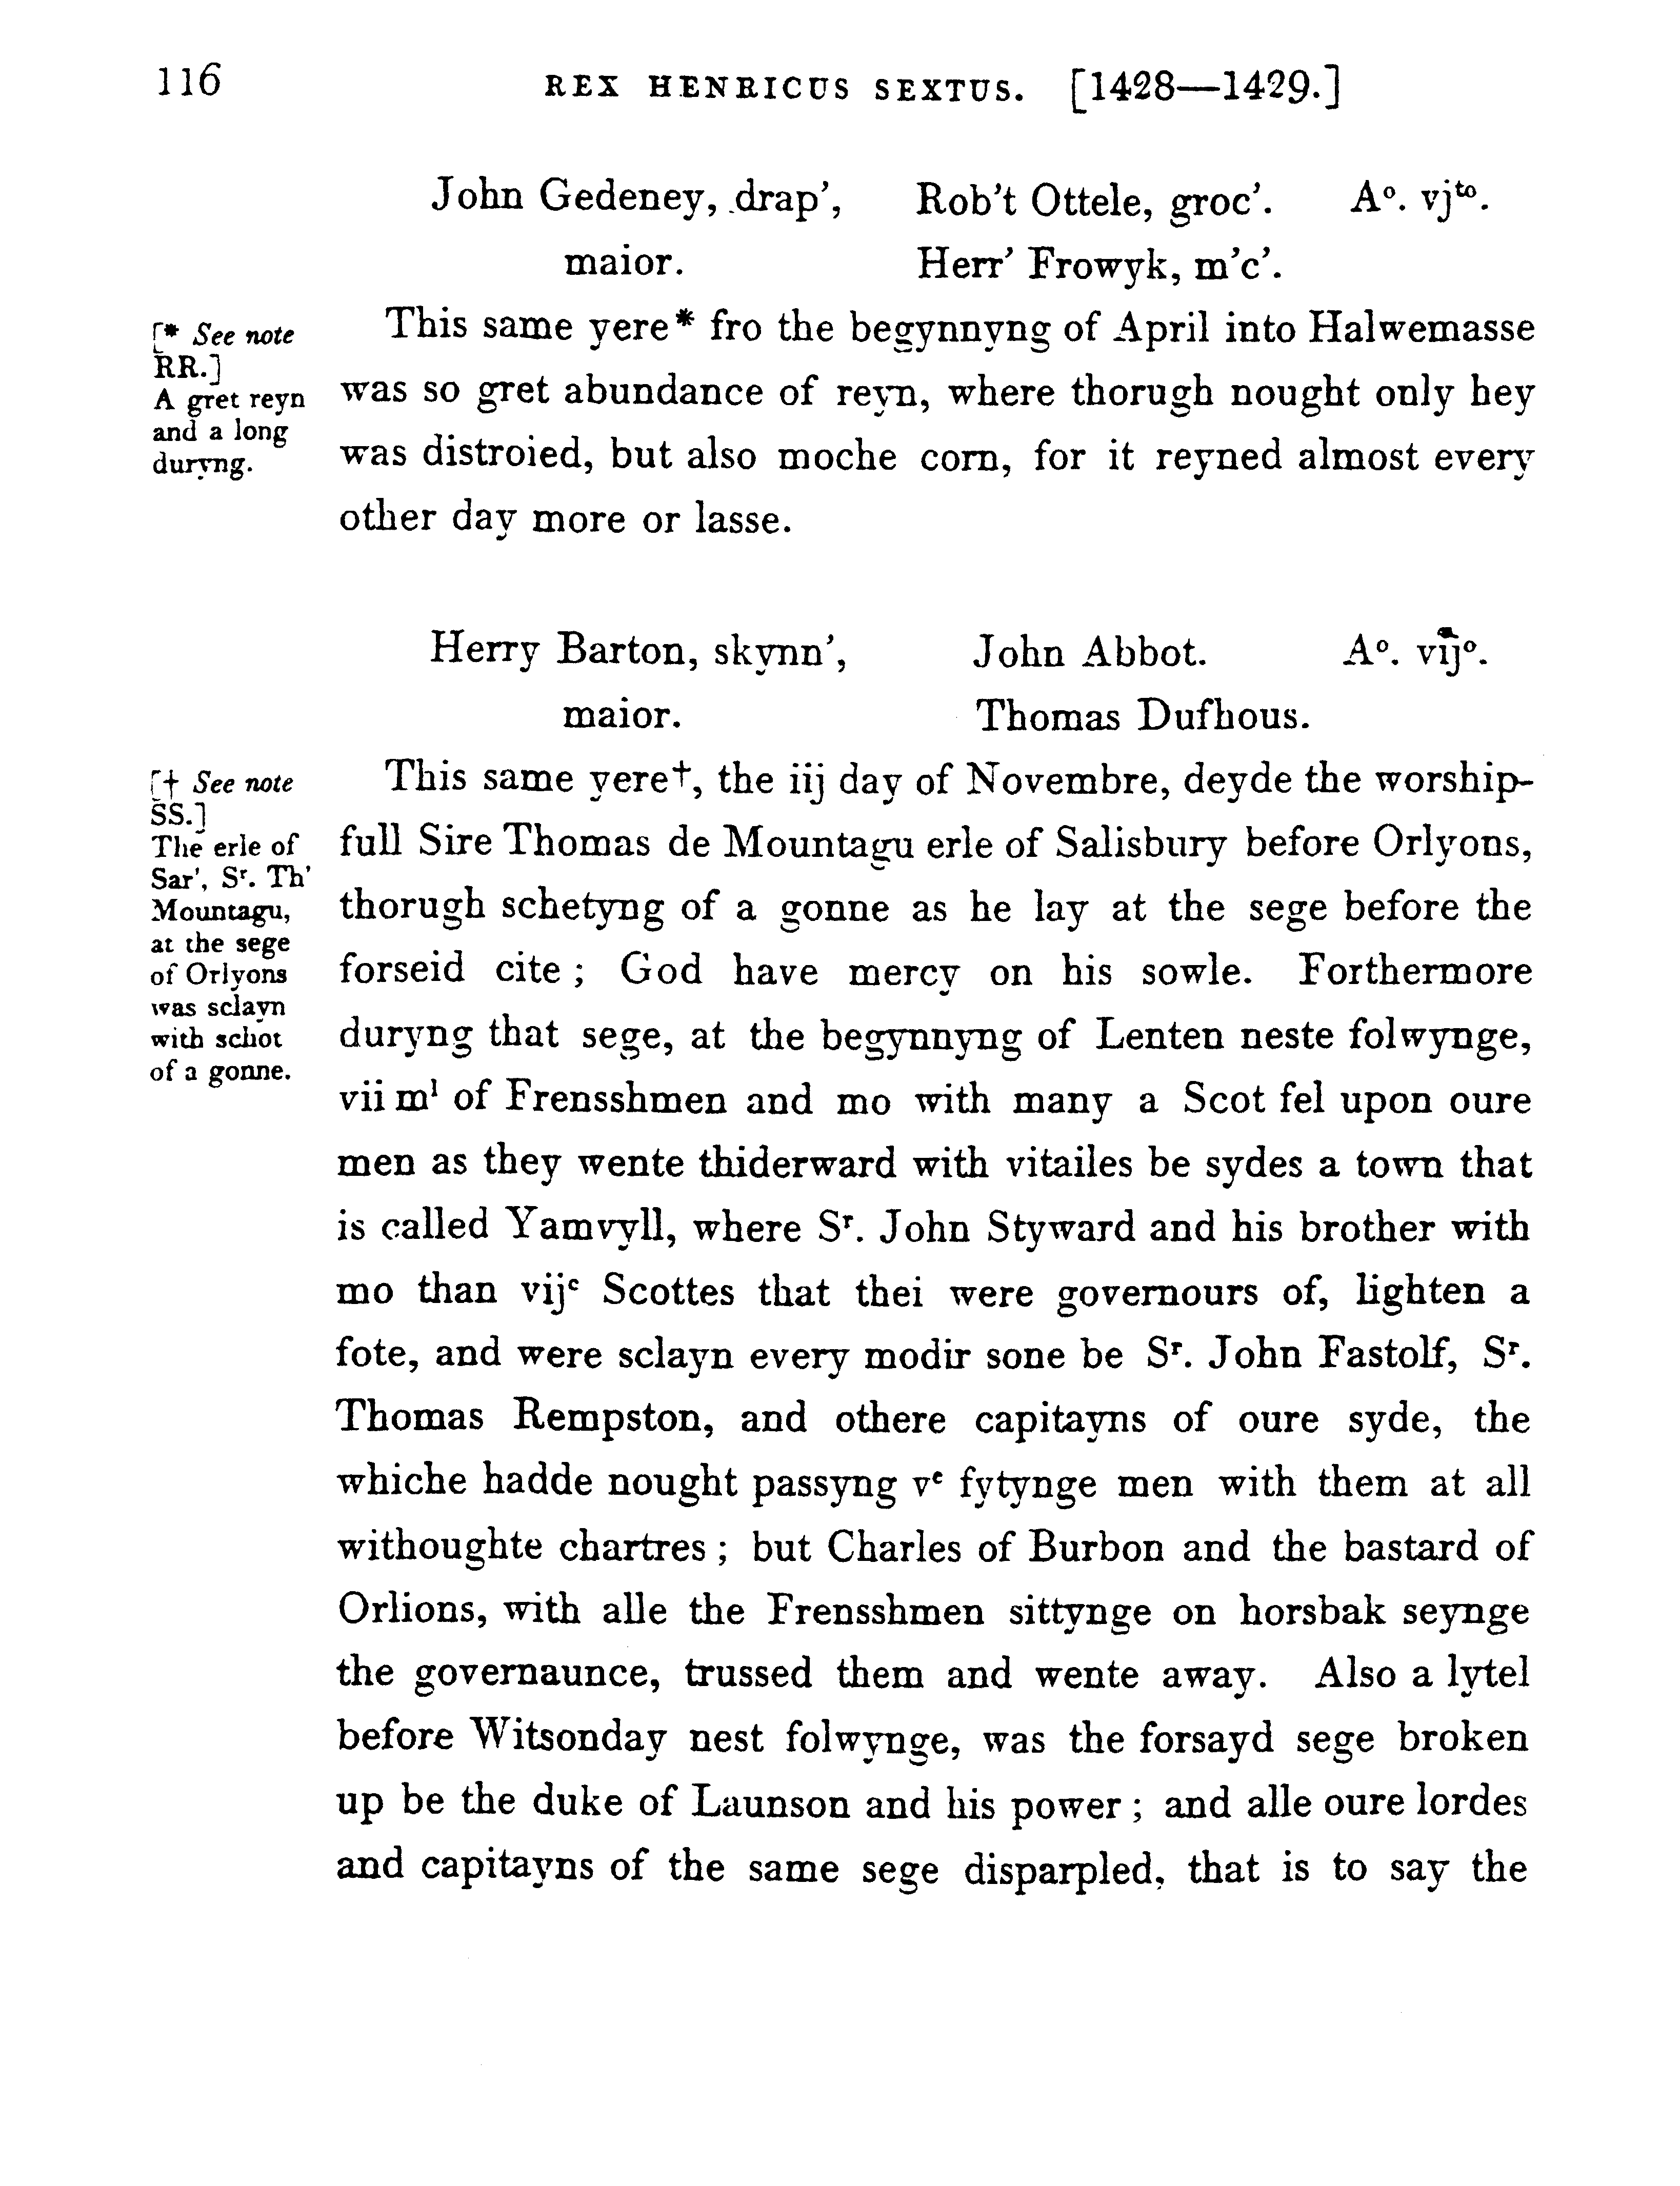 116 REX HENRICUS SEXTUS. [1428—1429.]
John Gedeney, drap', Rob't Ottele, groc'. Aº. vjᵗᵒ.
maior. Herr' Frowyk, m'c'.
[* See note
RR.]
A gret reyn
and a long
duryng.
This same yere* fro the begynnyng of April into Halwemasse
was so gret abundance of reyn, where thorugh nought only hey
was distroied, but also moche corn, for it reyned almost every
other day more or lasse.
Herry Barton, skynn', John Abbot. Aº. vijº.
maior. Thomas Dufhous.
[† See note
SS.]
The erle of
Sar', Sʳ. Th'
Mountagu,
at the sege
of Orlyons
was sclayn
with schot
of a gonne.
This same yere†, the iij day of Novembre, deyde the worship-
full Sire Thomas de Mountagu erle of Salisbury before Orlyons,
thorugh schetyng of a gonne as he lay at the sege before the
forseid cite; God have mercy on his sowle. Forthermore
duryng that sege, at the begynnyng of Lenten neste folwynge,
vii mˡ of Frensshmen and mo with many a Scot fel upon oure
men as they wente thiderward with vitailes be sydes a town that
is called Yamvyll, where Sʳ. John Styward and his brother with
mo than vijᶜ Scottes that thei were governours of, lighten a
fote, and were sclayn every modir sone be Sʳ. John Fastolf, Sʳ.
Thomas Rempston, and othere capitayns of oure syde, the
whiche hadde nought passyng vᶜ fytynge men with them at all
withoughte chartres; but Charles of Burbon and the bastard of
Orlions, with alle the Frensshmen sittynge on horsbak seynge
the governaunce, trussed them and wente away. Also a lytel
before Witsonday nest folwynge, was the forsayd sege broken
up be the duke of Launson and his power; and alle oure lordes
and capitayns of the same sege disparpled, that is to say the